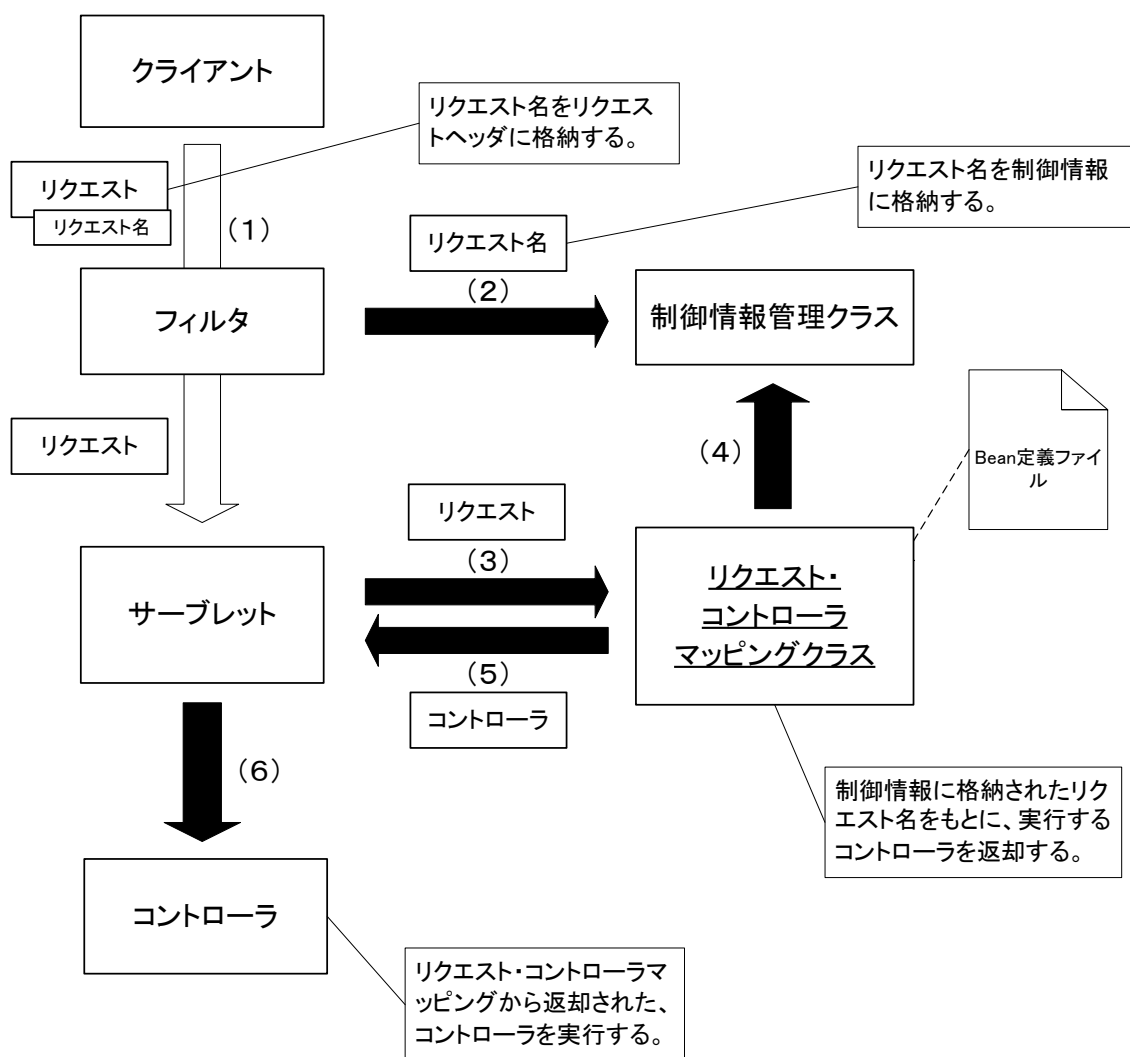 クライアント
リクエスト名をリクエス
トヘッダに格納する。
リクエスト
リクエスト名
(1)
リクエスト名を制御情報
に格納する。
リクエスト名
(2)
フィルタ
制御情報管理クラス
リクエスト
(4)
Bean定義ファイ
ル
リクエスト
(3)
サーブレット
リクエスト・
コントローラ
マッピングクラス
(5)
コントローラ
(6)
制御情報に格納されたリク
エスト名をもとに、実行する
コントローラを返却する。
コントローラ
リクエスト・コントローラマ
ッピングから返却された、
コントローラを実行する。